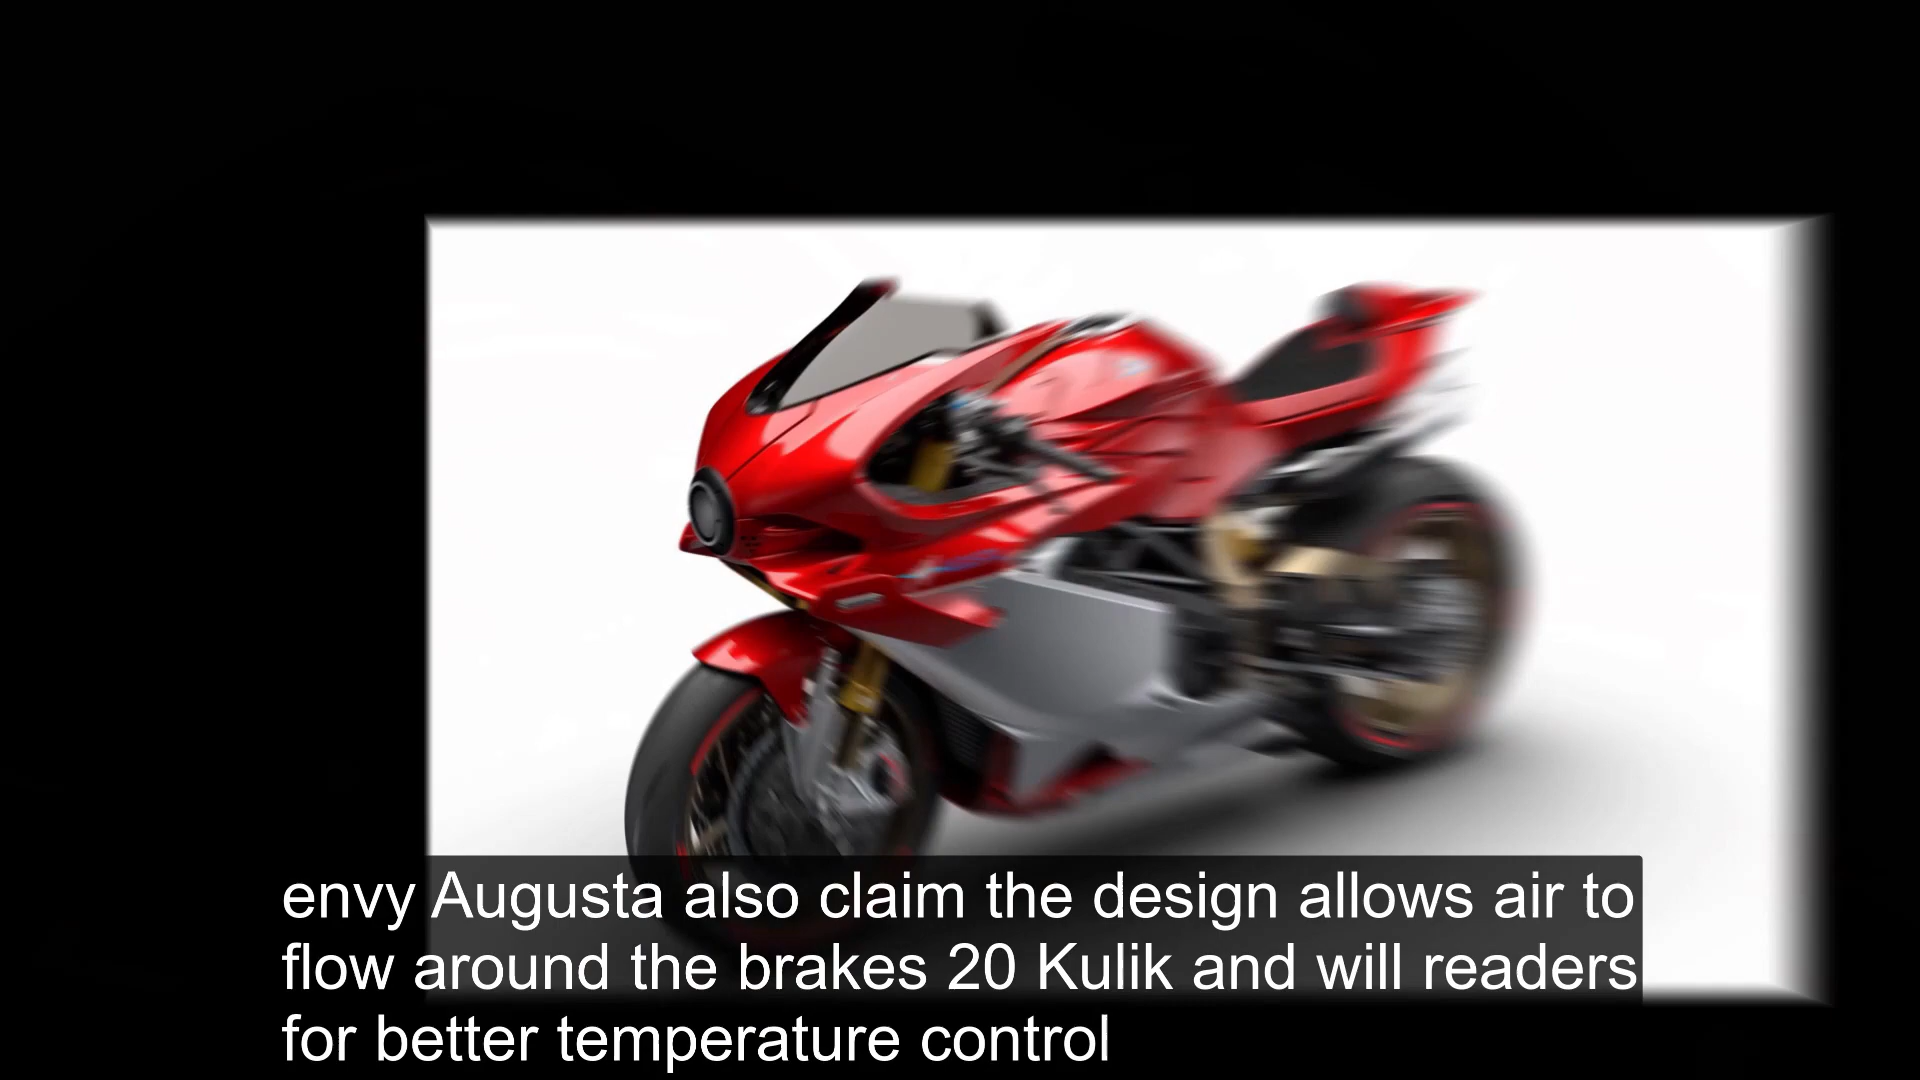 envy Augusta also claim the design allows air to
flow around the brakes 20 Kulik and will readers
for better temperature control